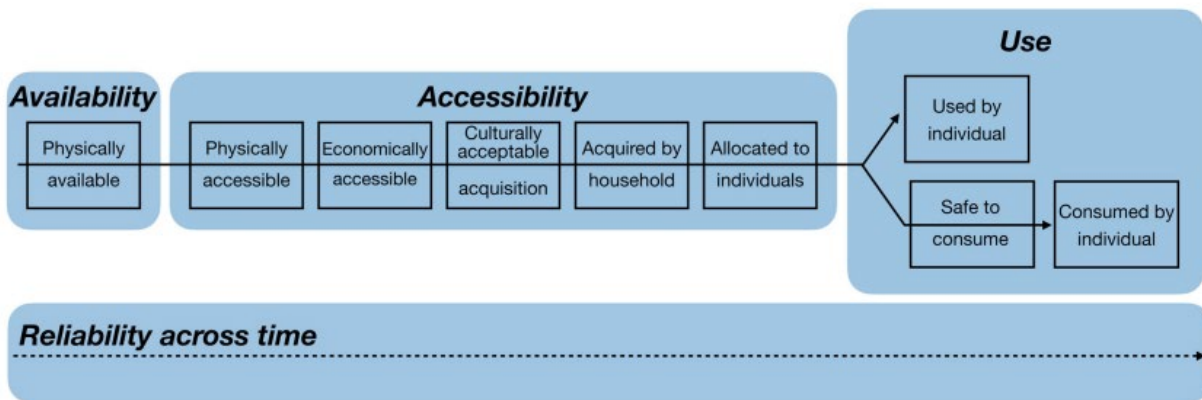 Use
Availability
Accessibility
Physically
available
Physically
accessible
Economically
accessible
Culturally
acceptable
acquisition
Acquired by
household
Allocated to
individuals
Used by
individual
Safe to
consume
Consumed by
individual
Reliability across time